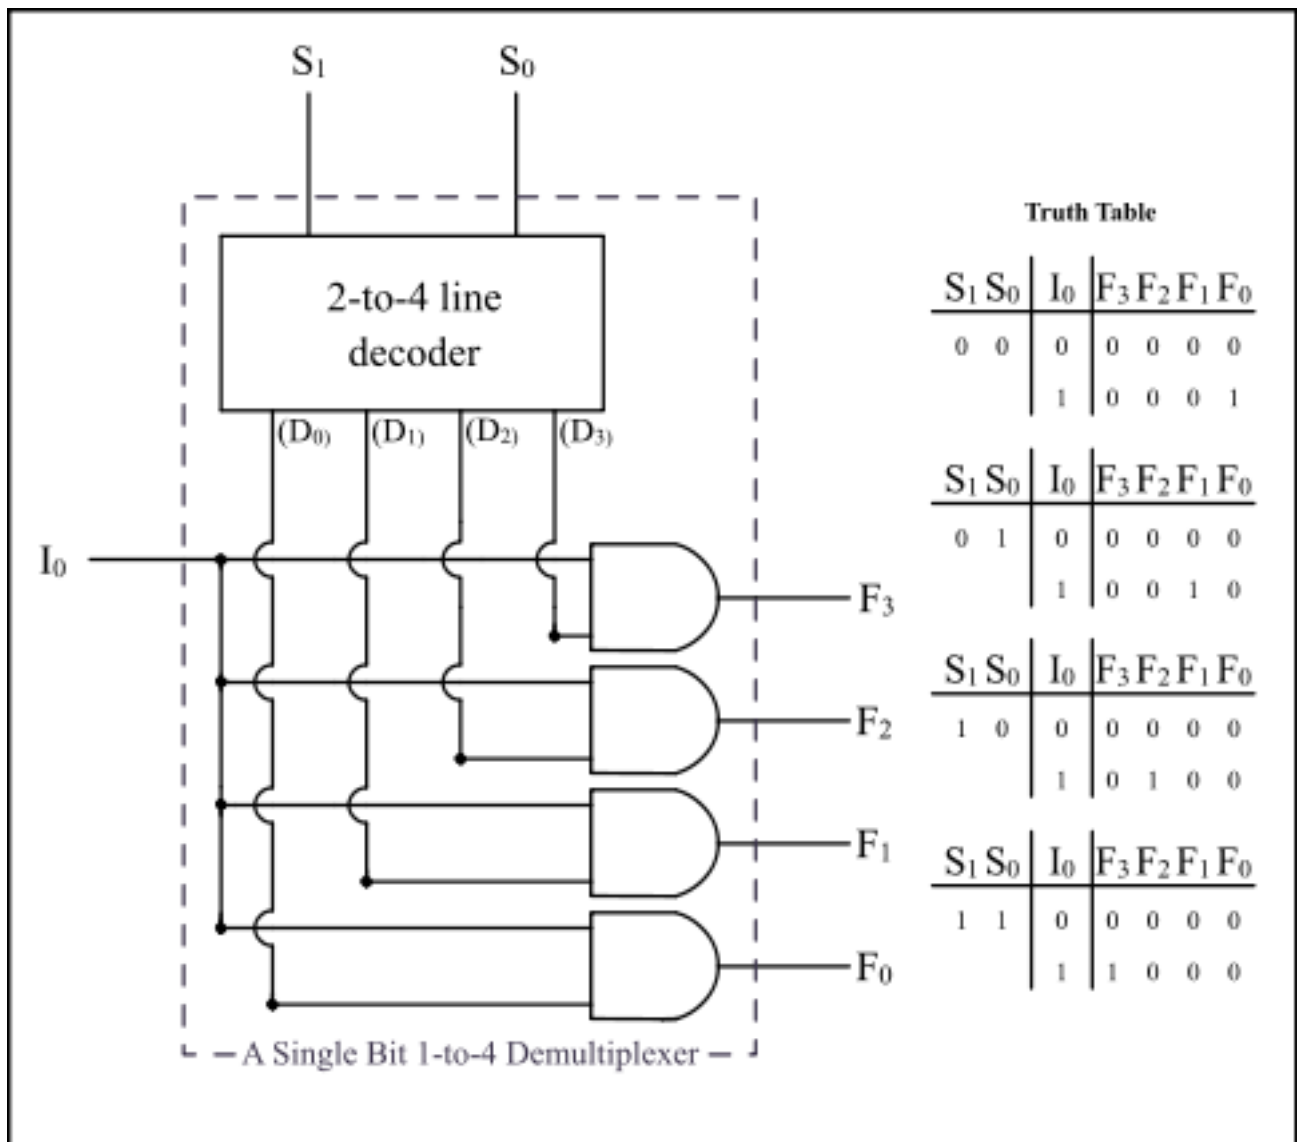 S₁ S₀
2-to-4 line
decoder
(D₀) (D₁) (D₂) (D₃)
I₀
F₃
F₂
F₁
F₀
A Single Bit 1-to-4 Demultiplexer
Truth Table
S₁ S₀ I₀ F₃ F₂ F₁ F₀
0 0 0 0 0 0 0
1 0 0 0 1
S₁ S₀ I₀ F₃ F₂ F₁ F₀
0 1 0 0 0 0 0
1 0 0 1 0
S₁ S₀ I₀ F₃ F₂ F₁ F₀
1 0 0 0 0 0 0
1 0 1 0 0
S₁ S₀ I₀ F₃ F₂ F₁ F₀
1 1 0 0 0 0 0
1 1 0 0 0